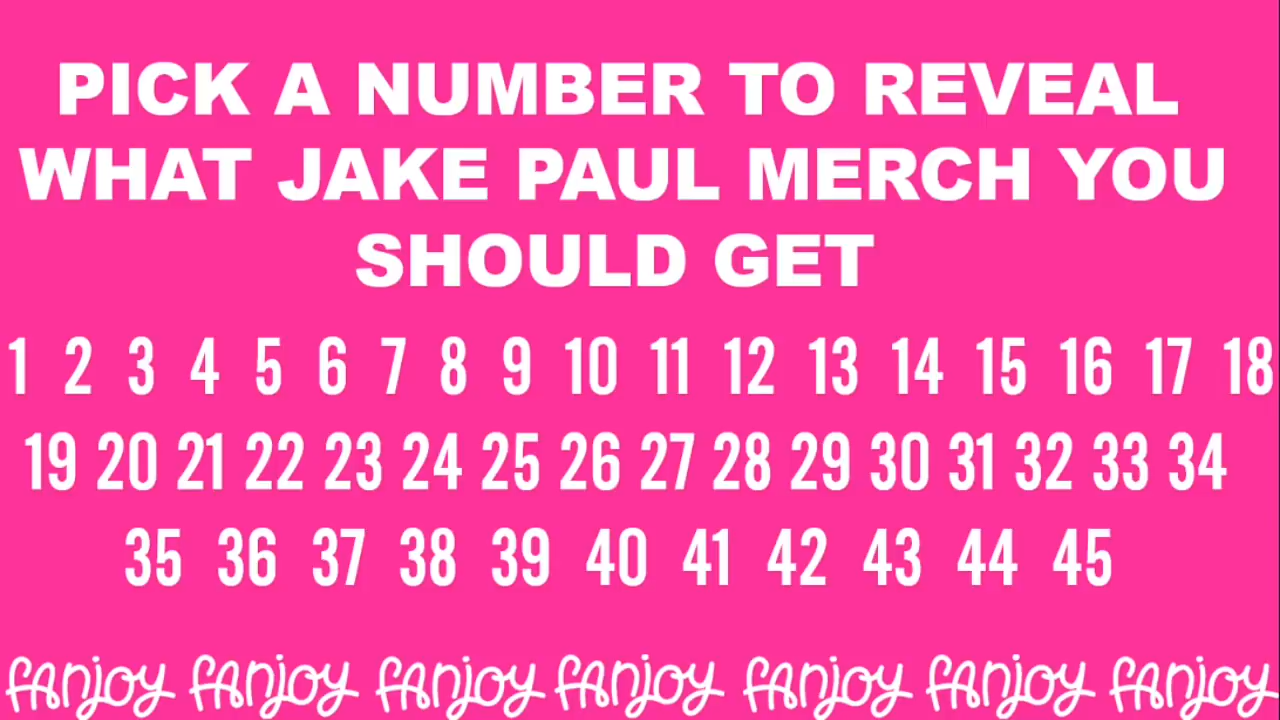 PICK A NUMBER TO REVEAL
WHAT JAKE PAUL MERCH YOU
SHOULD GET
1 2 3 4 5 6 7 8 9 10 11 12 13 14 15 16 17 18
19 20 21 22 23 24 25 26 27 28 29 30 31 32 33 34
35 36 37 38 39 40 41 42 43 44 45
fanjoy fanjoy fanjoy fanjoy fanjoy fanjoy fanjoy